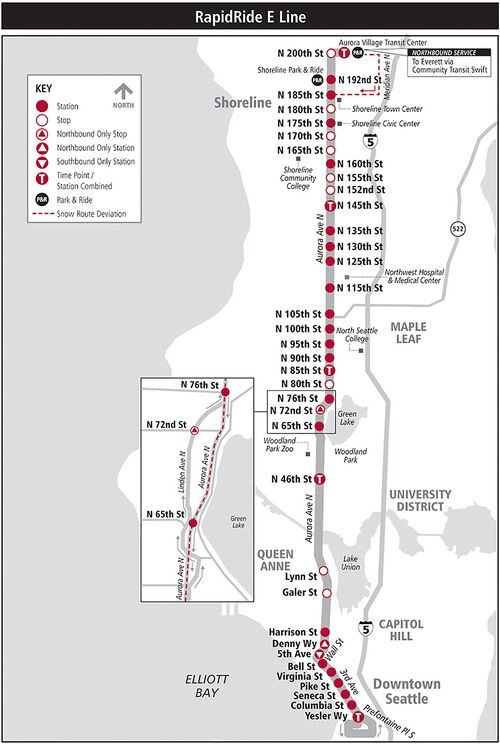 RapidRide E Line
Aurora Village Transit Center
N 200th St
T
P&R
NORTHBOUND SERVICE
To Everett via
Community Transit Swift
Meridian Ave N
Shoreline Park & Ride
P&R
N 192nd St
Shoreline
N 185th St
N 180th St
Shoreline Town Center
N 175th St
Shoreline Civic Center
N 170th St
5
N 165th St
N 160th St
Shoreline
Community
College
N 155th St
N 152nd St
N 145th St
T
Aurora Ave N
N 135th St
522
N 130th St
N 125th St
Northwest Hospital
& Medical Center
N 115th St
N 105th St
MAPLE
LEAF
N 100th St
North Seattle
College
N 95th St
N 90th St
N 85th St
T
N 80th St
N 76th St
N 72nd St
Green
Lake
N 65th St
Woodland
Park Zoo
Woodland
Park
N 46th St
T
Aurora Ave N
UNIVERSITY
DISTRICT
QUEEN
ANNE
Lake
Union
Lynn St
Galer St
CAPITOL
HILL
5
Harrison St
Denny Wy
5th Ave
Wall St
Bell St
Virginia St
3rd Ave
Pike St
Seneca St
Columbia St
Yesler Wy
T
Prefontaine Pl S
Downtown
Seattle
ELLIOTT
BAY
KEY
NORTH
Station
Stop
Northbound Only Stop
Northbound Only Station
Southbound Only Station
T
Time Point /
Station Combined
P&R
Park & Ride
Snow Route Deviation
N 76th St
N 72nd St
Linden Ave N
Aurora Ave N
N 65th St
Green
Lake
Aurora Ave N